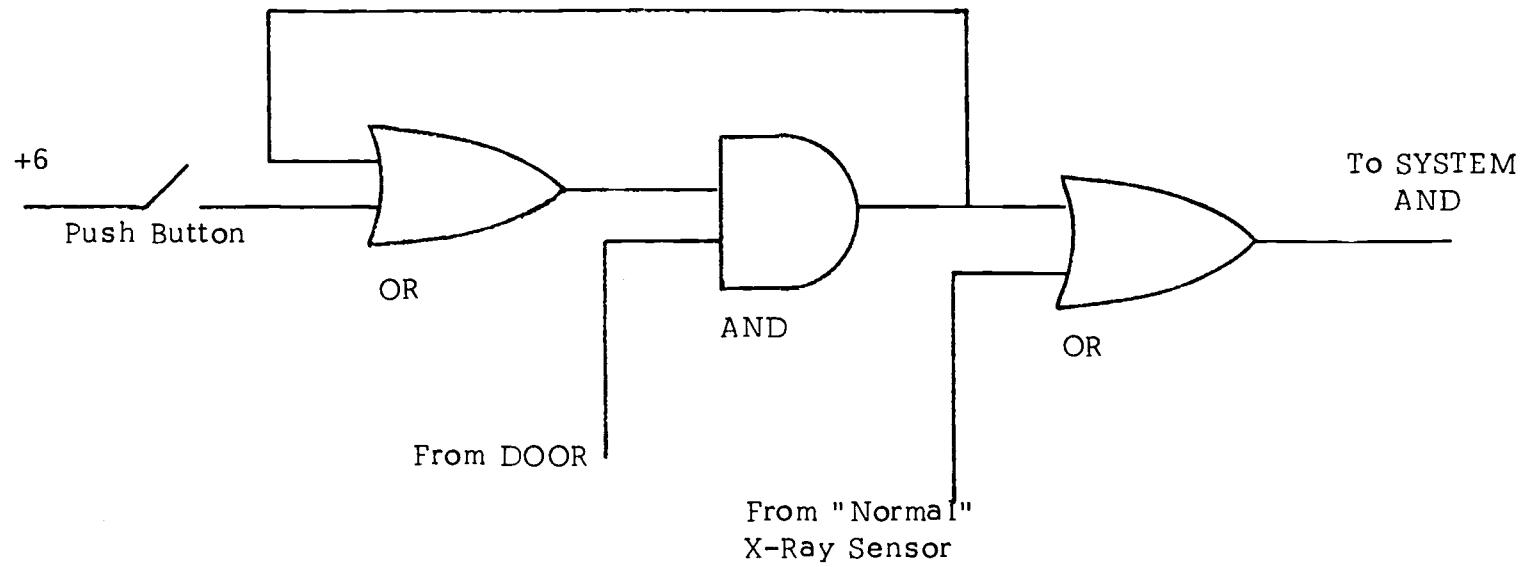 +6
Push Button
OR
AND
OR
To SYSTEM
AND
From DOOR
From "Normal"
X-Ray Sensor